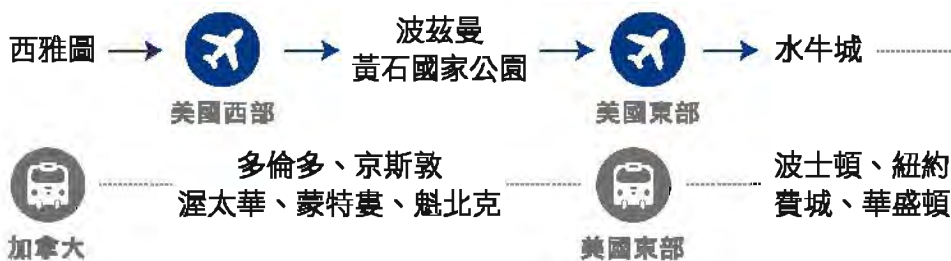 西雅圖
美國西部
波茲曼
黃石國家公園
美國東部
水牛城
加拿大
多倫多、京斯敦
渥太華、蒙特婁、魁北克
美國東部
波士頓、紐約
費城、華盛頓